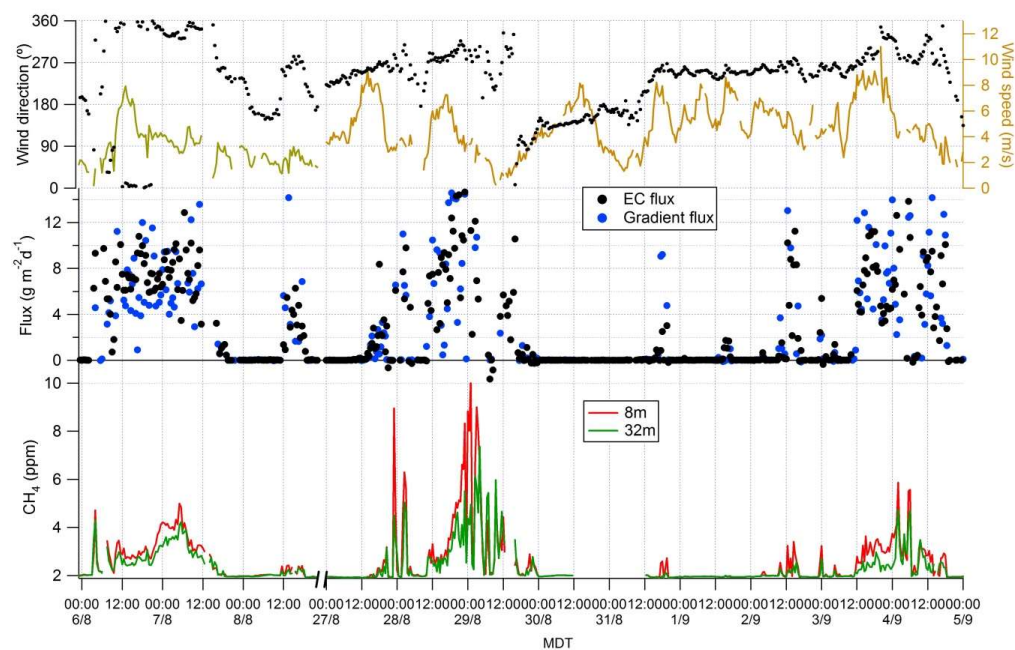 360
270
180
90
0
Wind direction (º)
12
10
8
6
4
2
0
Wind speed (m/s)
EC flux
Gradient flux
12
8
4
0
Flux (g m⁻²d⁻¹)
10
8
6
4
2
CH₄ (ppm)
8m
32m
00:00 12:00 00:00 12:00 00:00 12:00 00:00 12:00 00:00 12:00 00:00 12:00 00:00 12:00 00:00 12:00 00:00 12:00 00:00 12:00 00:00 12:00 00:00
6/8 7/8 8/8 27/8 28/8 29/8 30/8 31/8 1/9 2/9 3/9 4/9 5/9
MDT